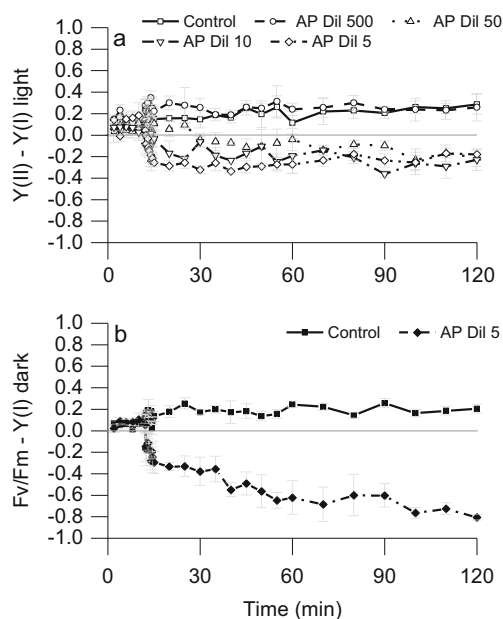 Control AP Dil 500 AP Dil 50
AP Dil 10 AP Dil 5
a
Y(II) - Y(I) light
1.0
0.8
0.6
0.4
0.2
0.0
-0.2
-0.4
-0.6
-0.8
-1.0
0 30 60 90 120
b
Control AP Dil 5
Fv/Fm - Y(I) dark
1.0
0.8
0.6
0.4
0.2
0.0
-0.2
-0.4
-0.6
-0.8
-1.0
0 30 60 90 120
Time (min)